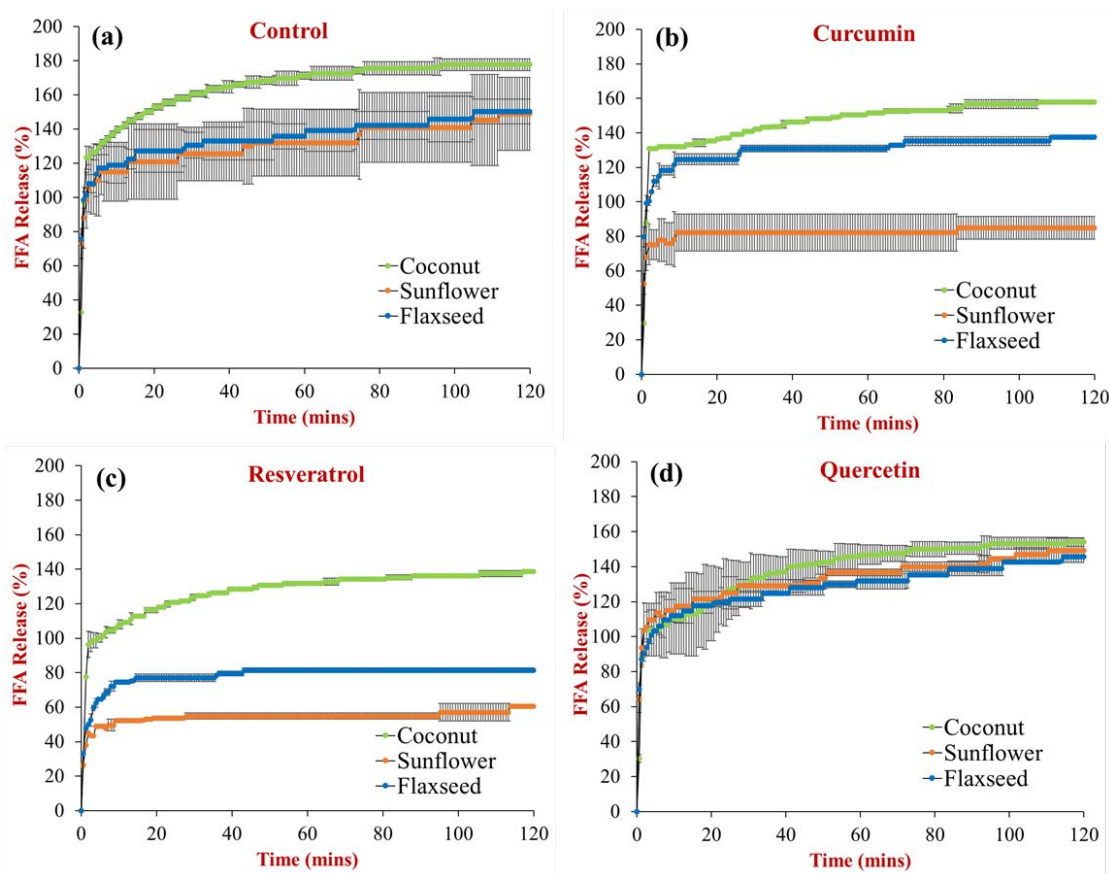 (a)
Control
FFA Release (%)
200
180
160
140
120
100
80
60
40
20
0
Coconut
Sunflower
Flaxseed
0 20 40 60 80 100 120
Time (mins)
(b)
Curcumin
FFA Release (%)
200
180
160
140
120
100
80
60
40
20
0
Coconut
Sunflower
Flaxseed
0 20 40 60 80 100 120
Time (mins)
(c)
Resveratrol
FFA Release (%)
200
180
160
140
120
100
80
60
40
20
0
Coconut
Sunflower
Flaxseed
0 20 40 60 80 100 120
Time (mins)
(d)
Quercetin
FFA Release (%)
200
180
160
140
120
100
80
60
40
20
0
Coconut
Sunflower
Flaxseed
0 20 40 60 80 100 120
Time (mins)